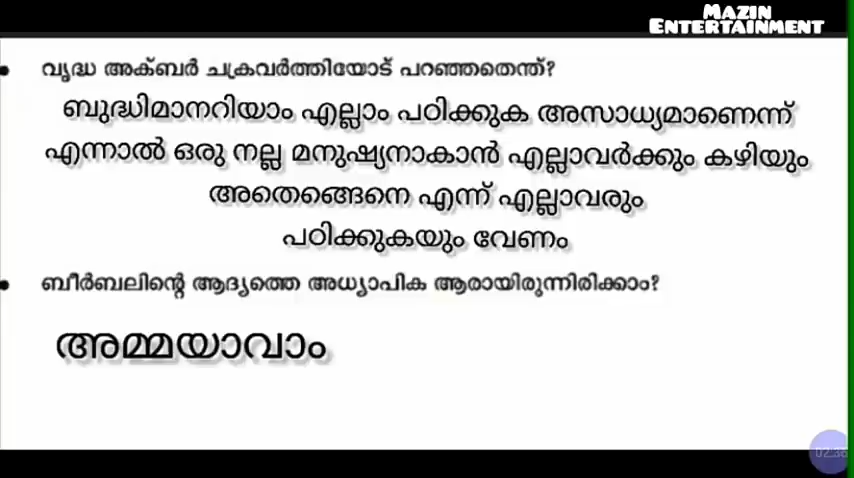 MAZIN
ENTERTAINMENT
• വൃദ്ധ അക്ബർ ചക്രവർത്തിയോട് പറഞ്ഞതെന്ത്?
ബുദ്ധിമാനറിയാം എല്ലാം പഠിക്കുക അസാധ്യമാണെന്ന്
എന്നാൽ ഒരു നല്ല മനുഷ്യനാകാൻ എല്ലാവർക്കും കഴിയും
അതെങ്ങെനെ എന്ന് എല്ലാവരും
പഠിക്കുകയും വേണം
• ബീർബലിന്റെ ആദ്യത്തെ അധ്യാപിക ആരായിരുന്നിരിക്കാം?
അമ്മയാവാം
02:38